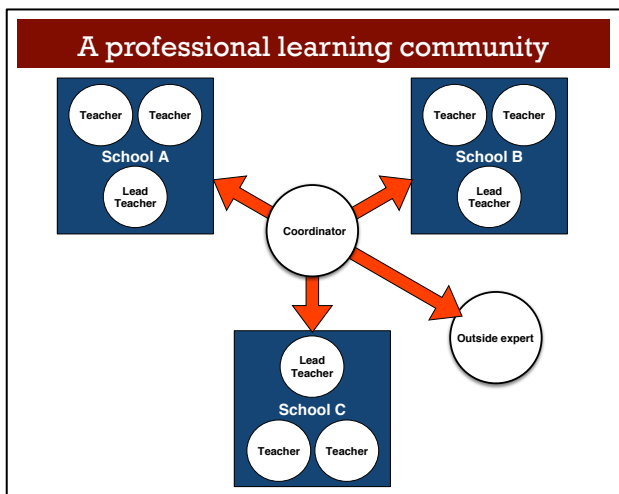 A professional learning community
Teacher
Teacher
School A
Lead
Teacher
Teacher
Teacher
School B
Lead
Teacher
Coordinator
Outside expert
Lead
Teacher
School C
Teacher
Teacher